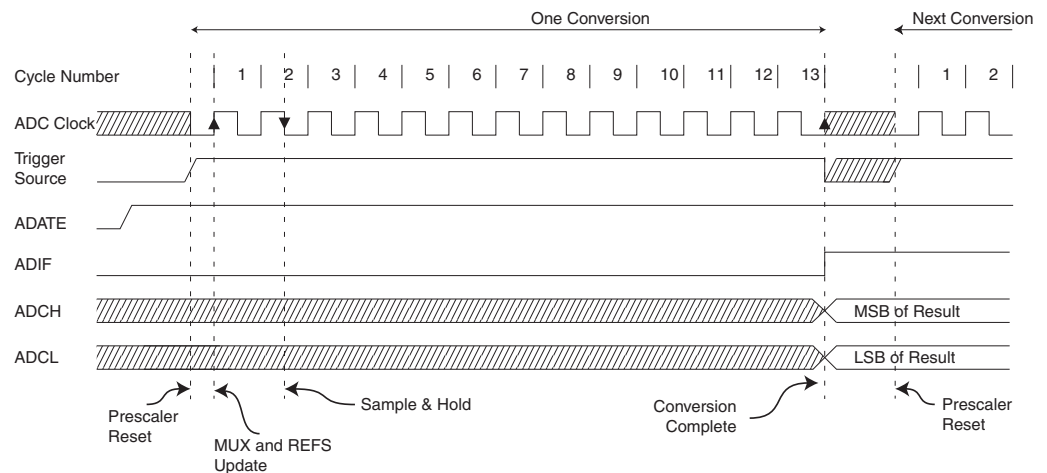 One Conversion Next Conversion
Cycle Number 1 2 3 4 5 6 7 8 9 10 11 12 13 1 2
ADC Clock
Trigger
Source
ADATE
ADIF
ADCH MSB of Result
ADCL LSB of Result
Prescaler
Reset
MUX and REFS
Update
Sample & Hold
Conversion
Complete
Prescaler
Reset